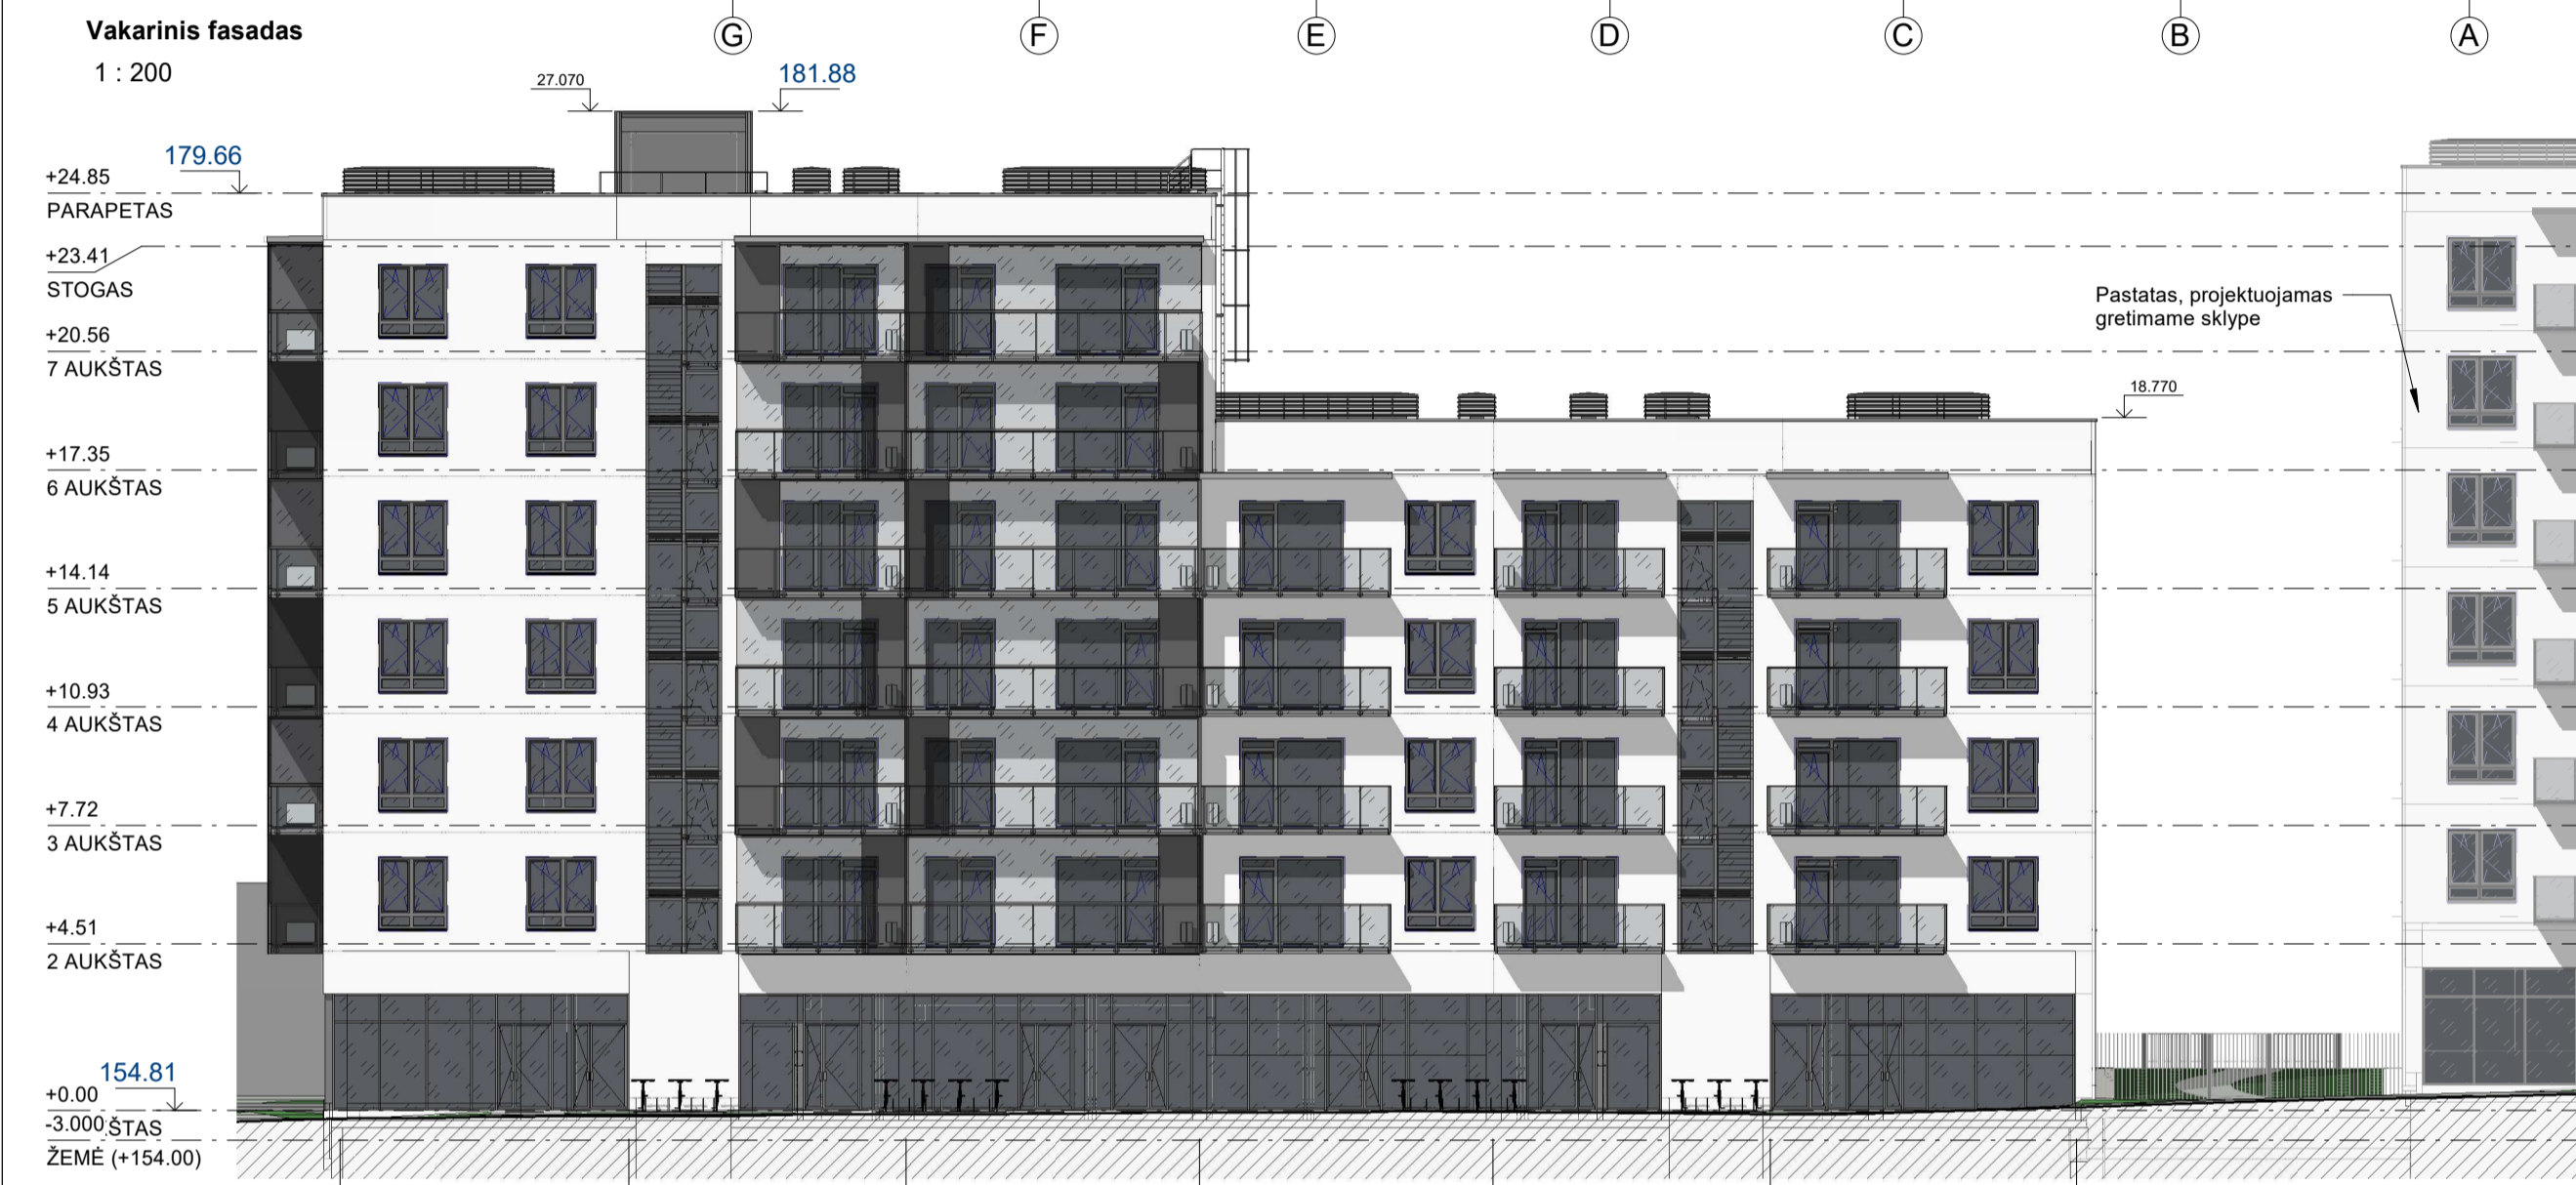 Vakarinis fasadas
1 : 200
G
F
E
D
C
B
A
27.070
181.88
179.66
+24.85
PARAPETAS
+23.41
STOGAS
Pastatas, projektuojamas
gretimame sklype
+20.56
7 AUKŠTAS
18.770
+17.35
6 AUKŠTAS
+14.14
5 AUKŠTAS
+10.93
4 AUKŠTAS
+7.72
3 AUKŠTAS
+4.51
2 AUKŠTAS
154.81
+0.00
-3.000 ŠTAS
ŽEMĖ (+154.00)